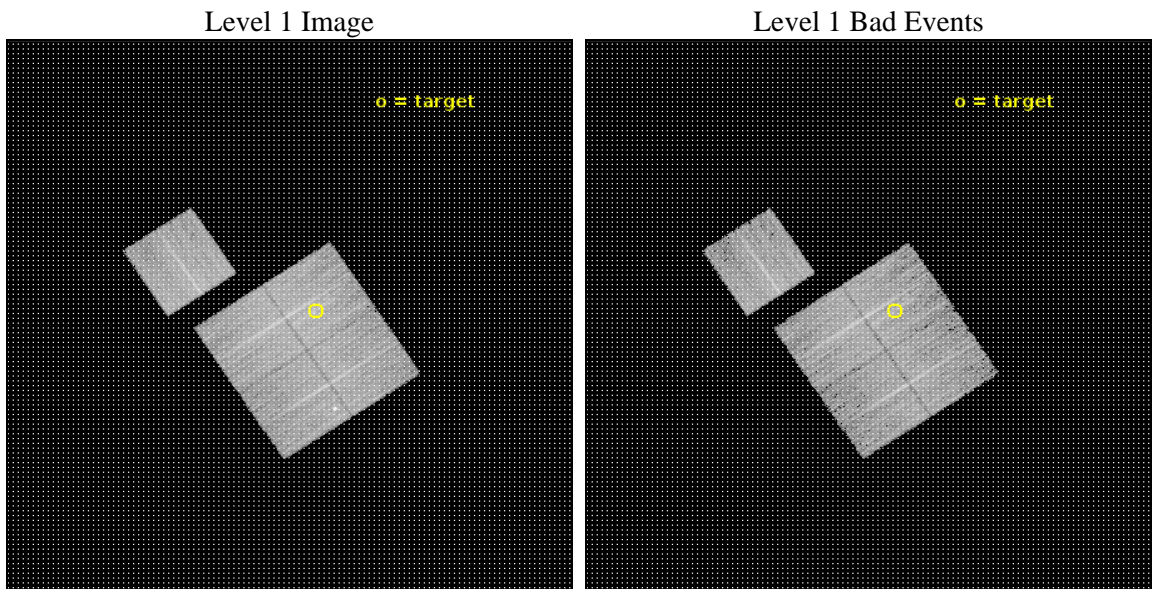 Level 1 Image
Level 1 Bad Events
o = target
o = target